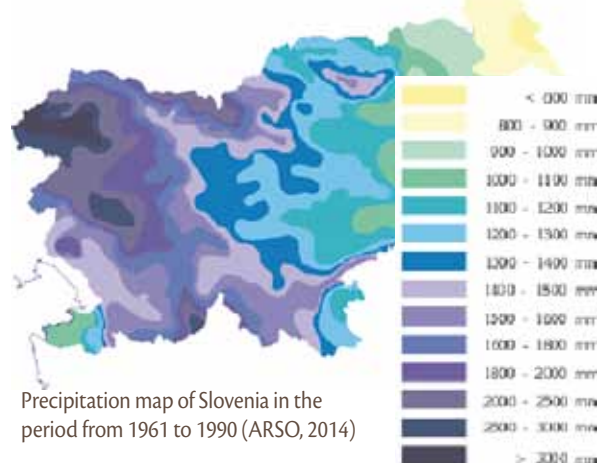 < 800 mm
800 - 900 mm
900 - 1000 mm
1000 - 1100 mm
1100 - 1200 mm
1200 - 1300 mm
1300 - 1400 mm
1400 - 1500 mm
1500 - 1600 mm
1600 - 1800 mm
1800 - 2000 mm
2000 - 2500 mm
2500 - 3000 mm
> 3000 mm
Precipitation map of Slovenia in the
period from 1961 to 1990 (ARSO, 2014)